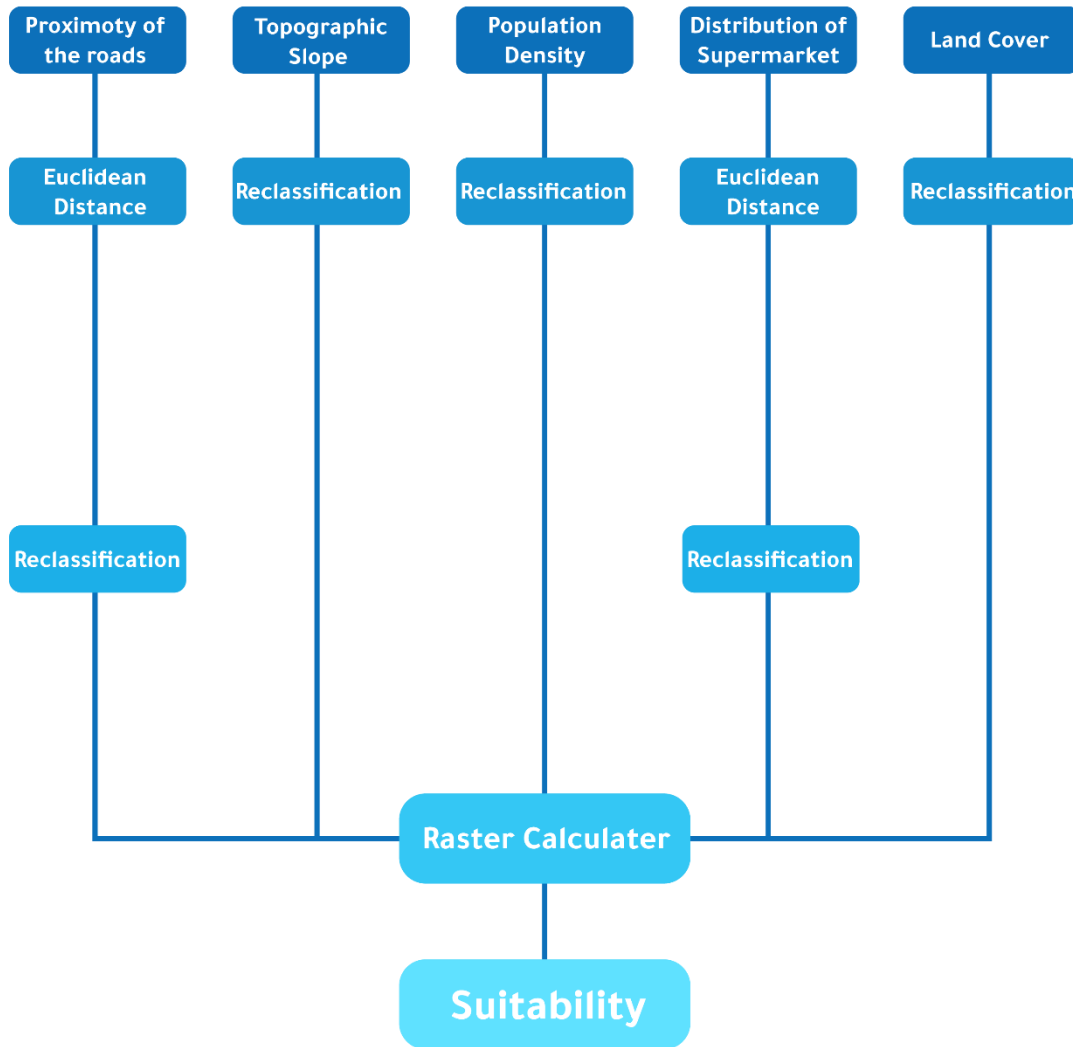 Proximoty of
the roads
Topographic
Slope
Population
Density
Distribution of
Supermarket
Land Cover
Euclidean
Distance
Reclassification
Reclassification
Euclidean
Distance
Reclassification
Reclassification
Reclassification
Raster Calculater
Suitability